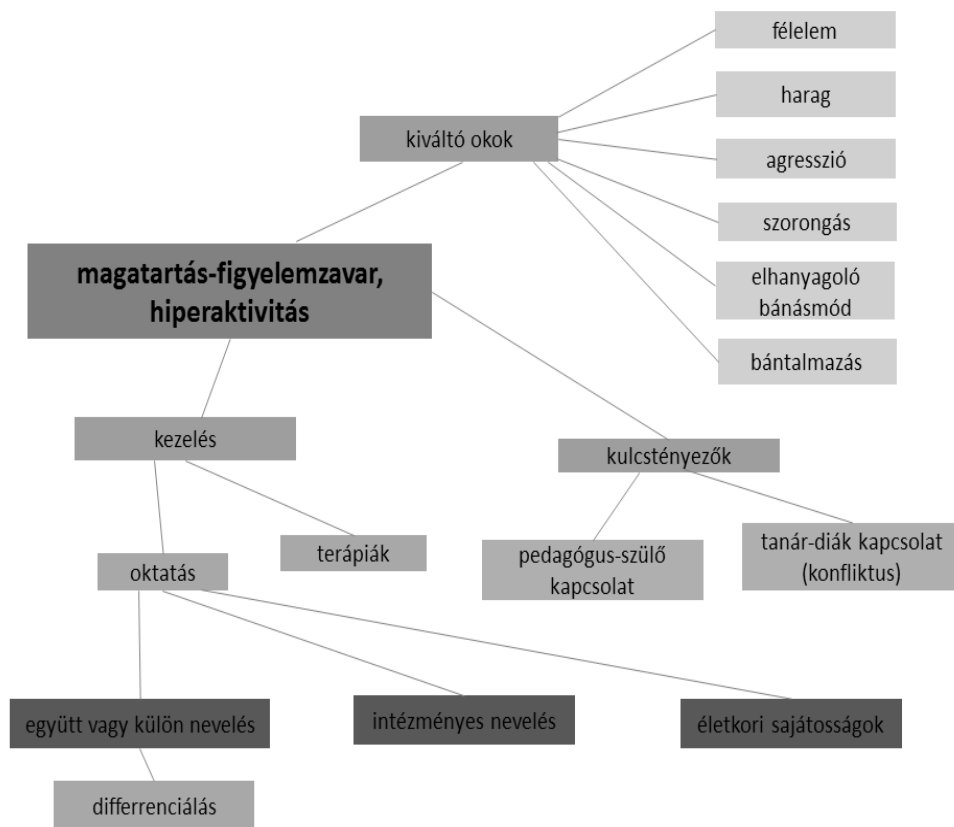 félelem
harag
kiváltó okok
agresszió
szorongás
magatartás-figyelemzavar,
hiperaktivitás
elhanyagoló
bánásmód
bántalmazás
kezelés
kulcstényezők
terápiák
pedagógus-szülő
kapcsolat
tanár-diák kapcsolat
(konfliktus)
oktatás
együtt vagy külön nevelés
intézményes nevelés
életkori sajátosságok
differrenciálás